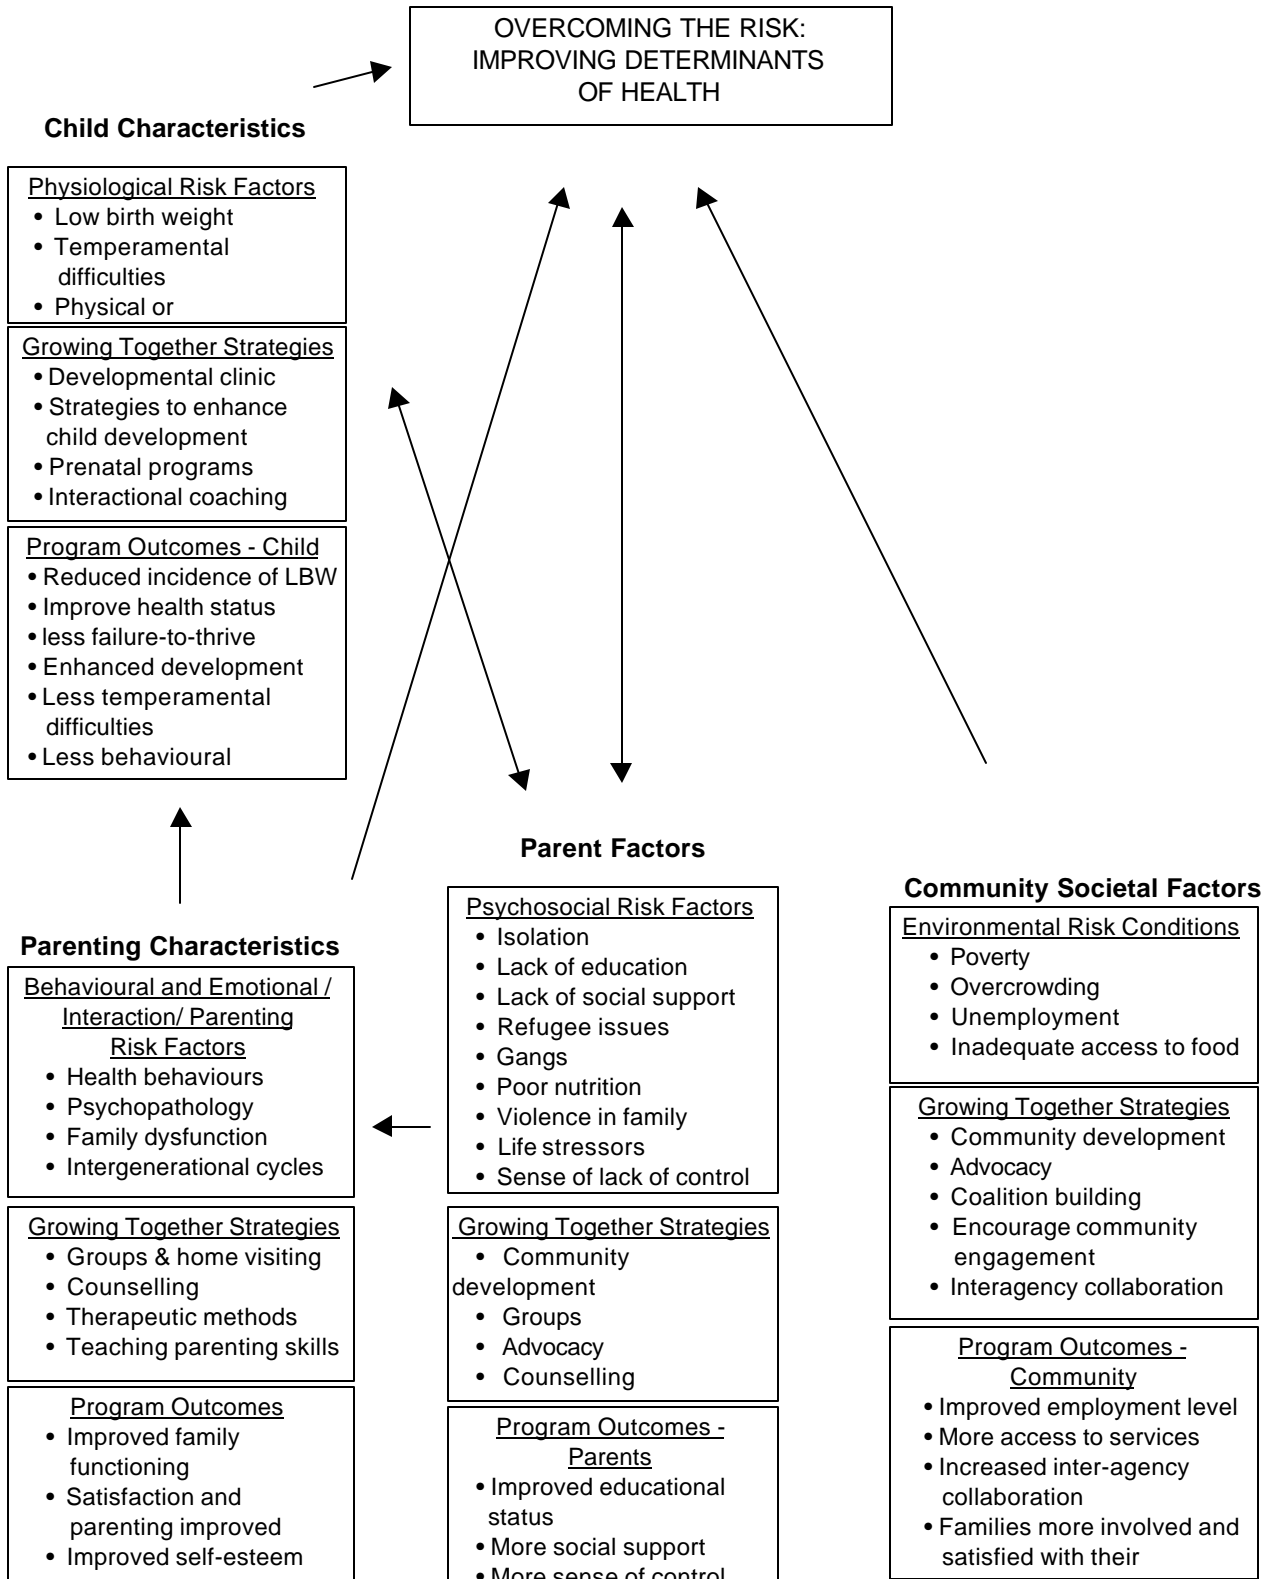 OVERCOMING THE RISK:
IMPROVING DETERMINANTS
OF HEALTH
Child Characteristics
Physiological Risk Factors
• Low birth weight
• Temperamental
difficulties
• Physical or
Growing Together Strategies
• Developmental clinic
• Strategies to enhance
child development
• Prenatal programs
• Interactional coaching
Program Outcomes - Child
• Reduced incidence of LBW
• Improve health status
• less failure-to-thrive
• Enhanced development
• Less temperamental
difficulties
• Less behavioural
Parenting Characteristics
Behavioural and Emotional /
Interaction/ Parenting
Risk Factors
• Health behaviours
• Psychopathology
• Family dysfunction
• Intergenerational cycles
Growing Together Strategies
• Groups & home visiting
• Counselling
• Therapeutic methods
• Teaching parenting skills
Program Outcomes
• Improved family
functioning
• Satisfaction and
parenting improved
• Improved self-esteem
Parent Factors
Psychosocial Risk Factors
• Isolation
• Lack of education
• Lack of social support
• Refugee issues
• Gangs
• Poor nutrition
• Violence in family
• Life stressors
• Sense of lack of control
Growing Together Strategies
• Community
development
• Groups
• Advocacy
• Counselling
Program Outcomes -
Parents
• Improved educational
status
• More social support
• More sense of control
Community Societal Factors
Environmental Risk Conditions
• Poverty
• Overcrowding
• Unemployment
• Inadequate access to food
Growing Together Strategies
• Community development
• Advocacy
• Coalition building
• Encourage community
engagement
• Interagency collaboration
Program Outcomes -
Community
• Improved employment level
• More access to services
• Increased inter-agency
collaboration
• Families more involved and
satisfied with their